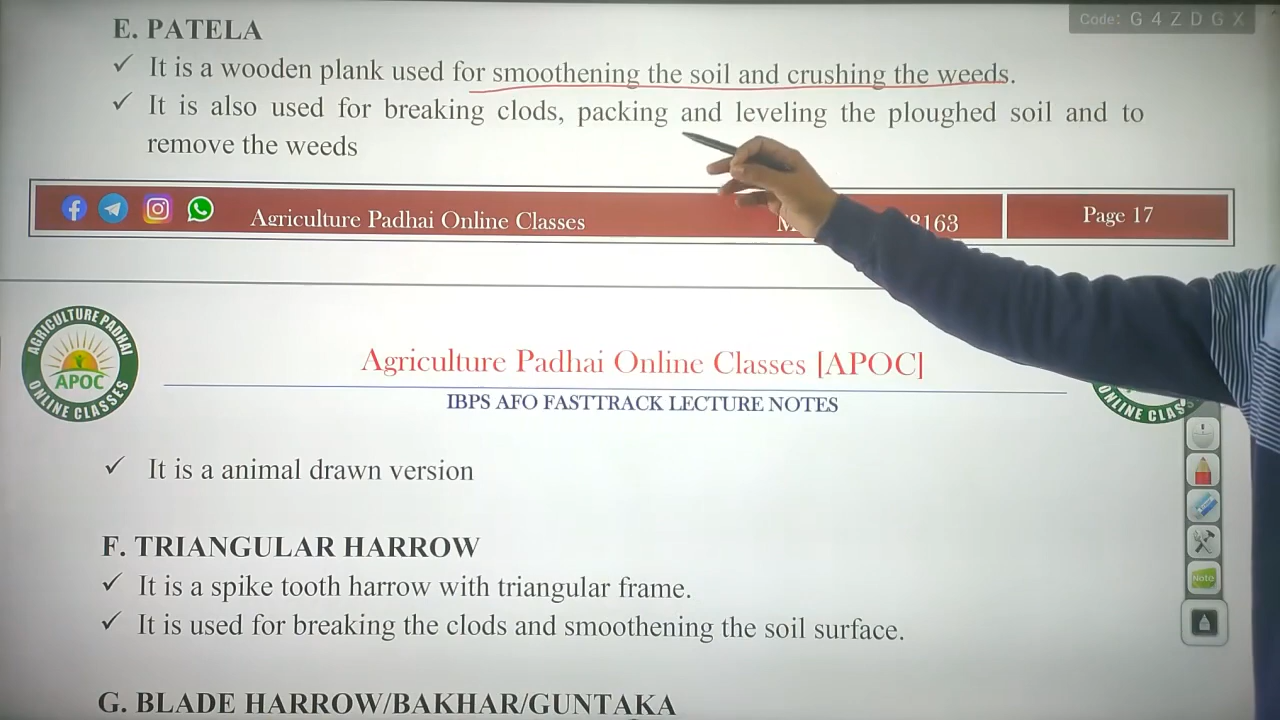 Code: G 4 Z D G X
E. PATELA
✓ It is a wooden plank used for smoothening the soil and crushing the weeds.
✓ It is also used for breaking clods, packing and leveling the ploughed soil and to
remove the weeds
Agriculture Padhai Online Classes
8163
Page 17
AGRICULTURE PADHAI
APOC
ONLINE CLASSES
Agriculture Padhai Online Classes [APOC]
IBPS AFO FASTTRACK LECTURE NOTES
ONLINE CLAS
✓ It is a animal drawn version
F. TRIANGULAR HARROW
✓ It is a spike tooth harrow with triangular frame.
✓ It is used for breaking the clods and smoothening the soil surface.
Note
G. BLADE HARROW/BAKHAR/GUNTAKA